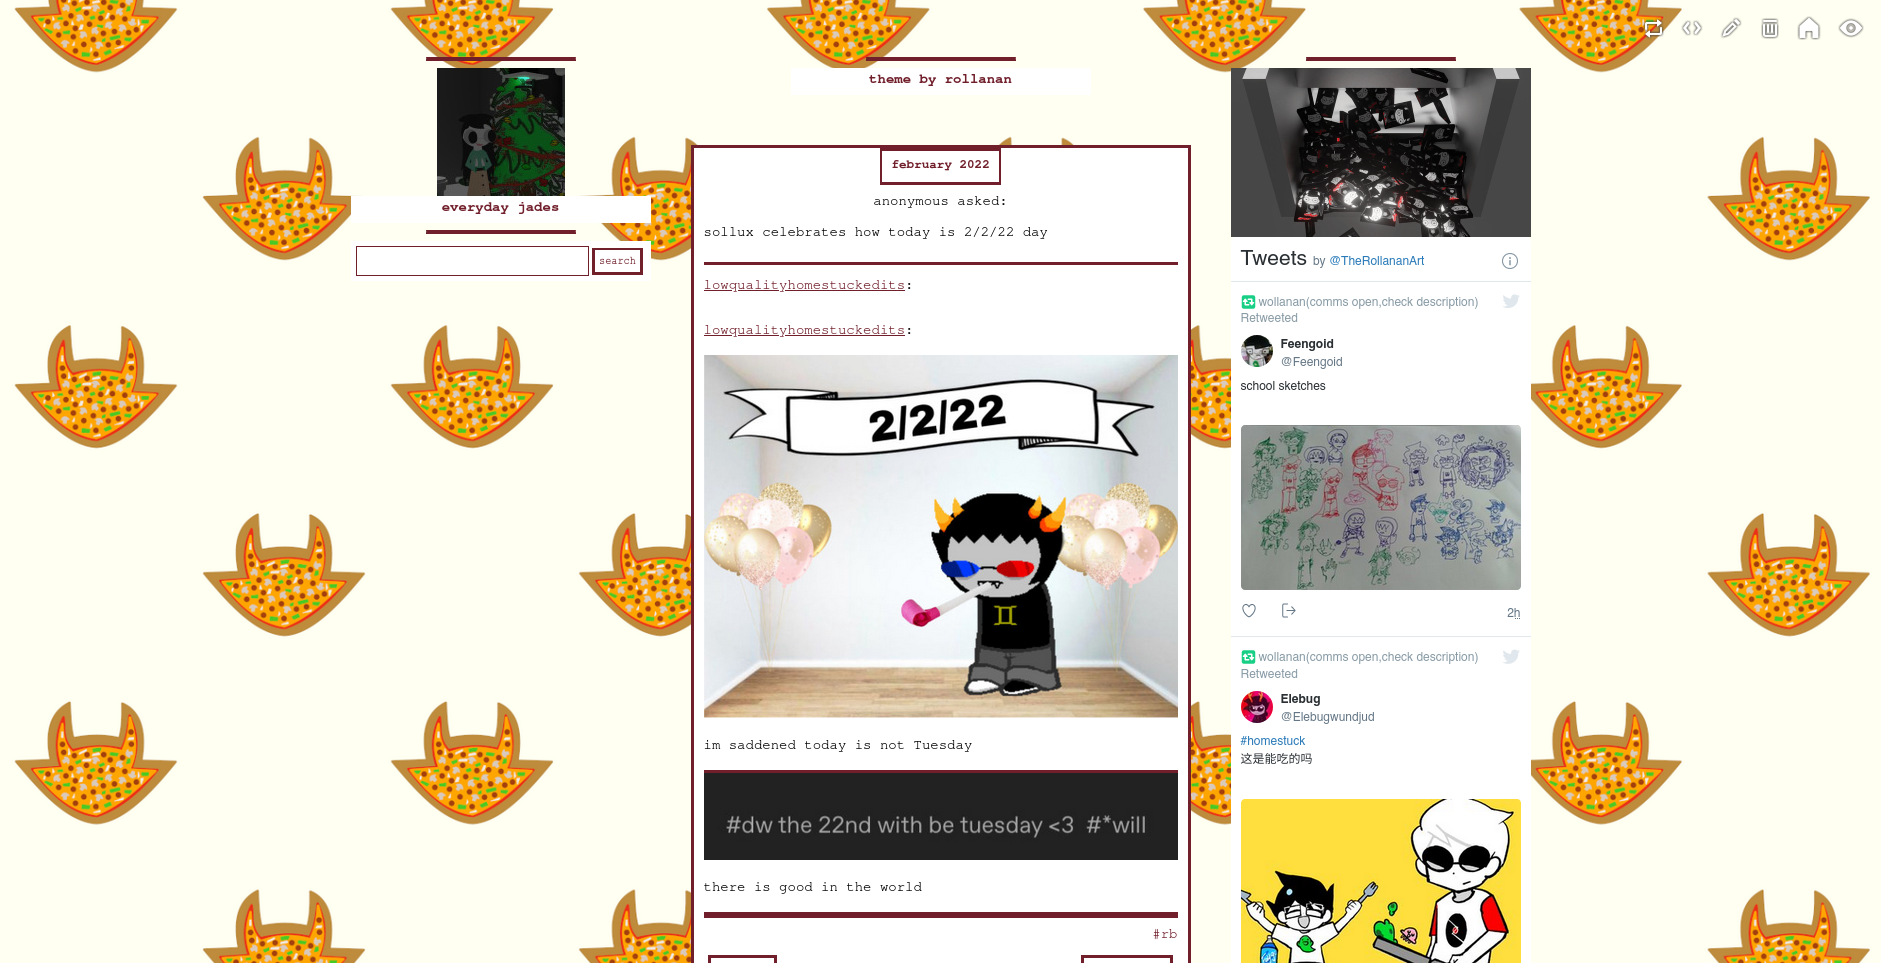 everyday jades
search
theme by rollanan
february 2022
anonymous asked:
sollux celebrates how today is 2/2/22 day
lowqualityhomestuckedits:
lowqualityhomestuckedits:
2/2/22
im saddened today is not Tuesday
#dw the 22nd with be tuesday <3 #*will
there is good in the world
#rb
Tweets by @TheRollananArt
wollanan(comms open,check description)
Retweeted
Feengoid
@Feengoid
school sketches
2h
wollanan(comms open,check description)
Retweeted
Elebug
@Elebugwundjud
#homestuck
这是能吃的吗